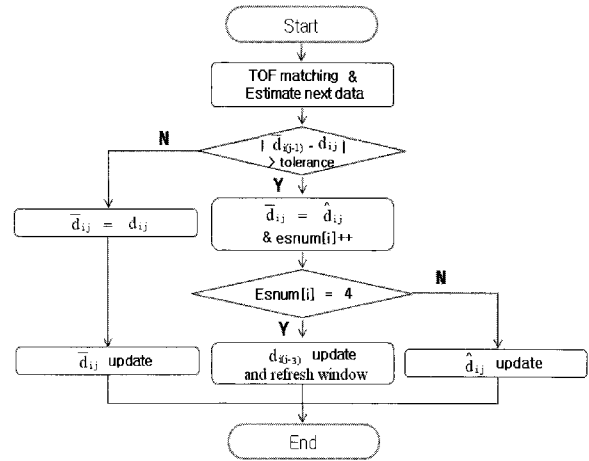 Start
TOF matching &
Estimate next data
| d̅i(j-1) - dij |
> tolerance
N
Y
d̅ij = dij
d̅ij = d̂ij
& esnum[i]++
Esnum[i] = 4
N
Y
d̅ij update
di(j-3) update
and refresh window
d̂ij update
End